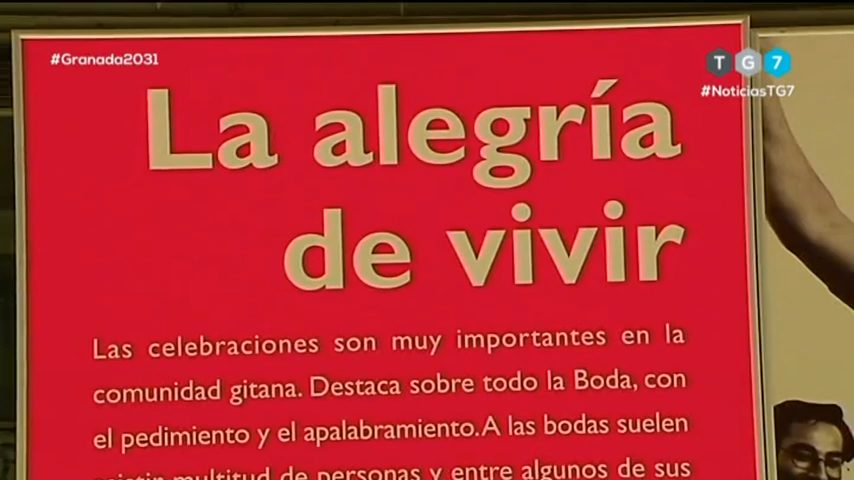 #Granada2031
TG7
#NoticiasTG7
La alegría
de vivir
Las celebraciones son muy importantes en la
comunidad gitana. Destaca sobre todo la Boda, con
el pedimiento y el apalabramiento. A las bodas suelen
multitud de personas y entre algunos de sus